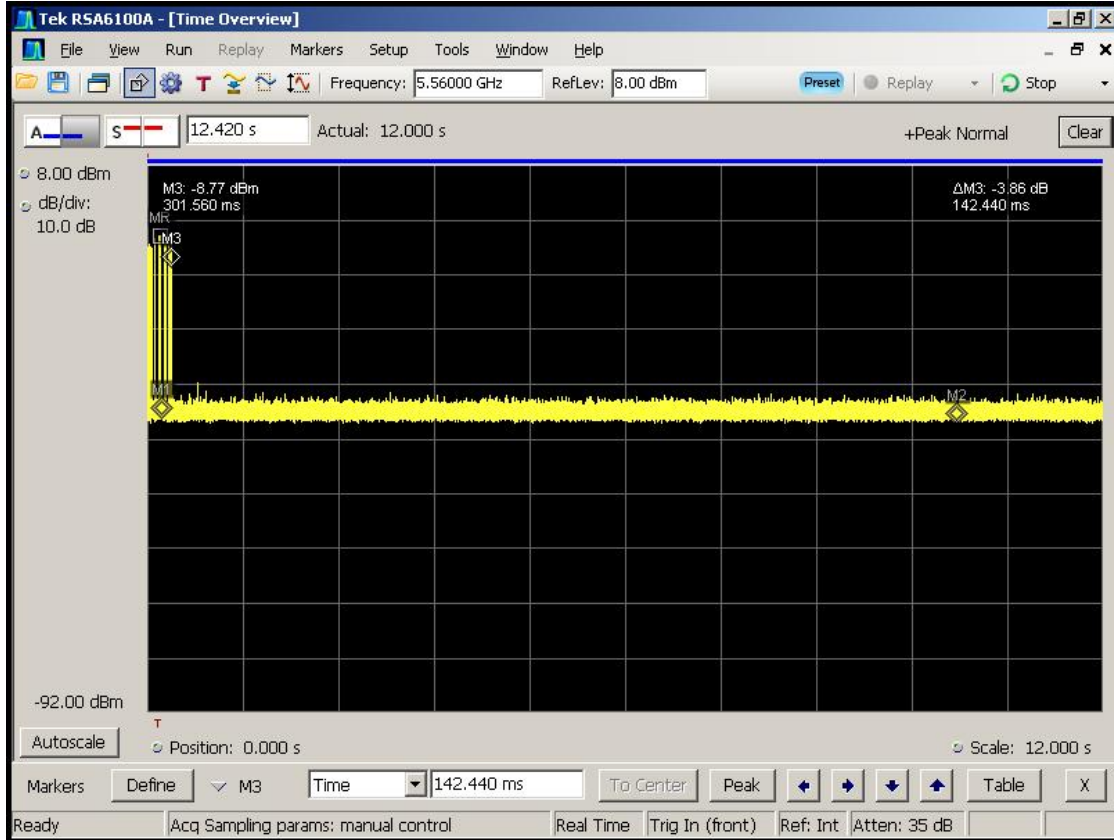 Tek RSA6100A - [Time Overview]
File View Run Replay Markers Setup Tools Window Help
T Frequency: 5.56000 GHz RefLev: 8.00 dBm Preset Replay Stop
A S 12.420 s Actual: 12.000 s +Peak Normal Clear
8.00 dBm
dB/div:
10.0 dB
M3: -8.77 dBm
301.560 ms
ΔM3: -3.86 dB
142.440 ms
MR
M3
M1
M2
-92.00 dBm
T
Autoscale Position: 0.000 s Scale: 12.000 s
Markers Define M3 Time 142.440 ms To Center Peak Table X
Ready Acq Sampling params: manual control Real Time Trig In (front) Ref: Int Atten: 35 dB